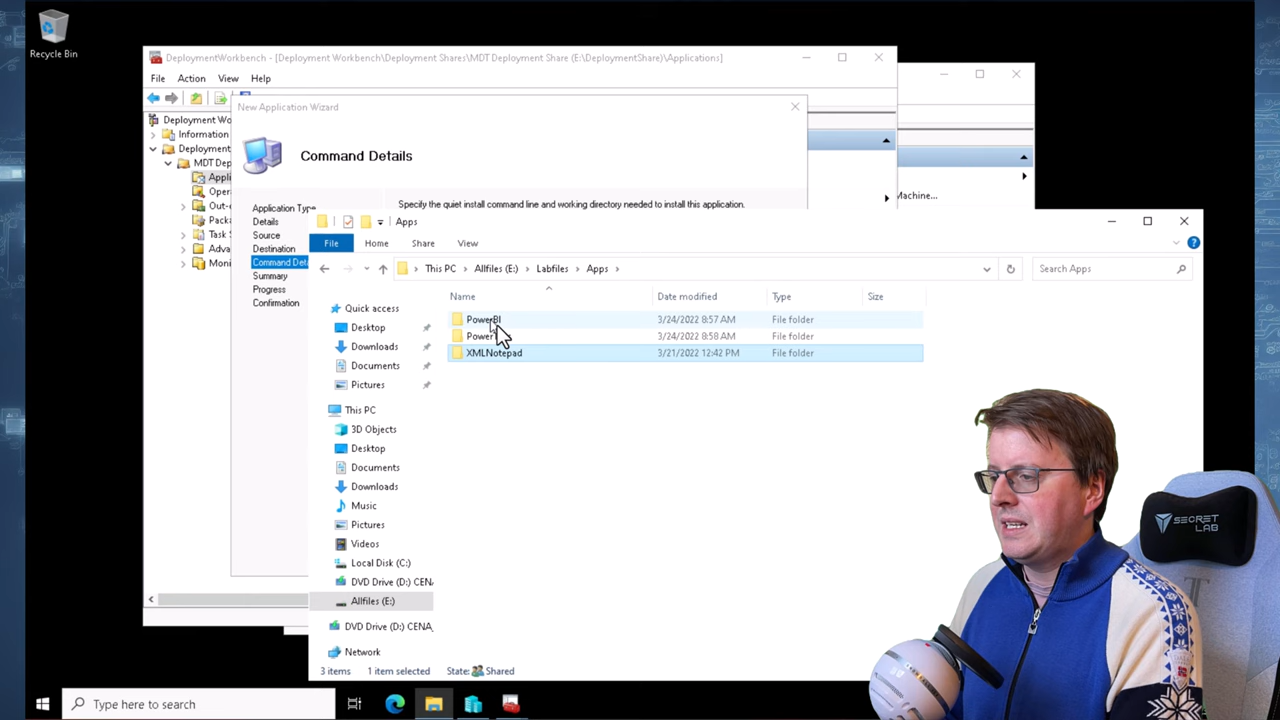 Recycle Bin
DeploymentWorkbench - [Deployment Workbench\Deployment Shares\MDT Deployment Share (E:\DeploymentShare)\Applications]
File Action View Help
New Application Wizard
Deployment Wo
Information
Deployment
MDT Dep
Appli
Oper
Out-o
Packa
Task S
Adva
Moni
Command Details
Application Type
Details
Source
Destination
Command Deta
Summary
Progress
Confirmation
Specify the quiet install command line and working directory needed to install this application.
Machine...
Apps
File Home Share View
This PC Allfiles (E:) Labfiles Apps
Search Apps
Name Date modified Type Size
PowerBI 3/24/2022 8:57 AM File folder
Power 3/24/2022 8:58 AM File folder
XMLNotepad 3/21/2022 12:42 PM File folder
Quick access
Desktop
Downloads
Documents
Pictures
This PC
3D Objects
Desktop
Documents
Downloads
Music
Pictures
Videos
Local Disk (C:)
DVD Drive (D:) CENA
Allfiles (E:)
DVD Drive (D:) CENA_
Network
3 items 1 item selected State: Shared
Type here to search
SECRET
LAB